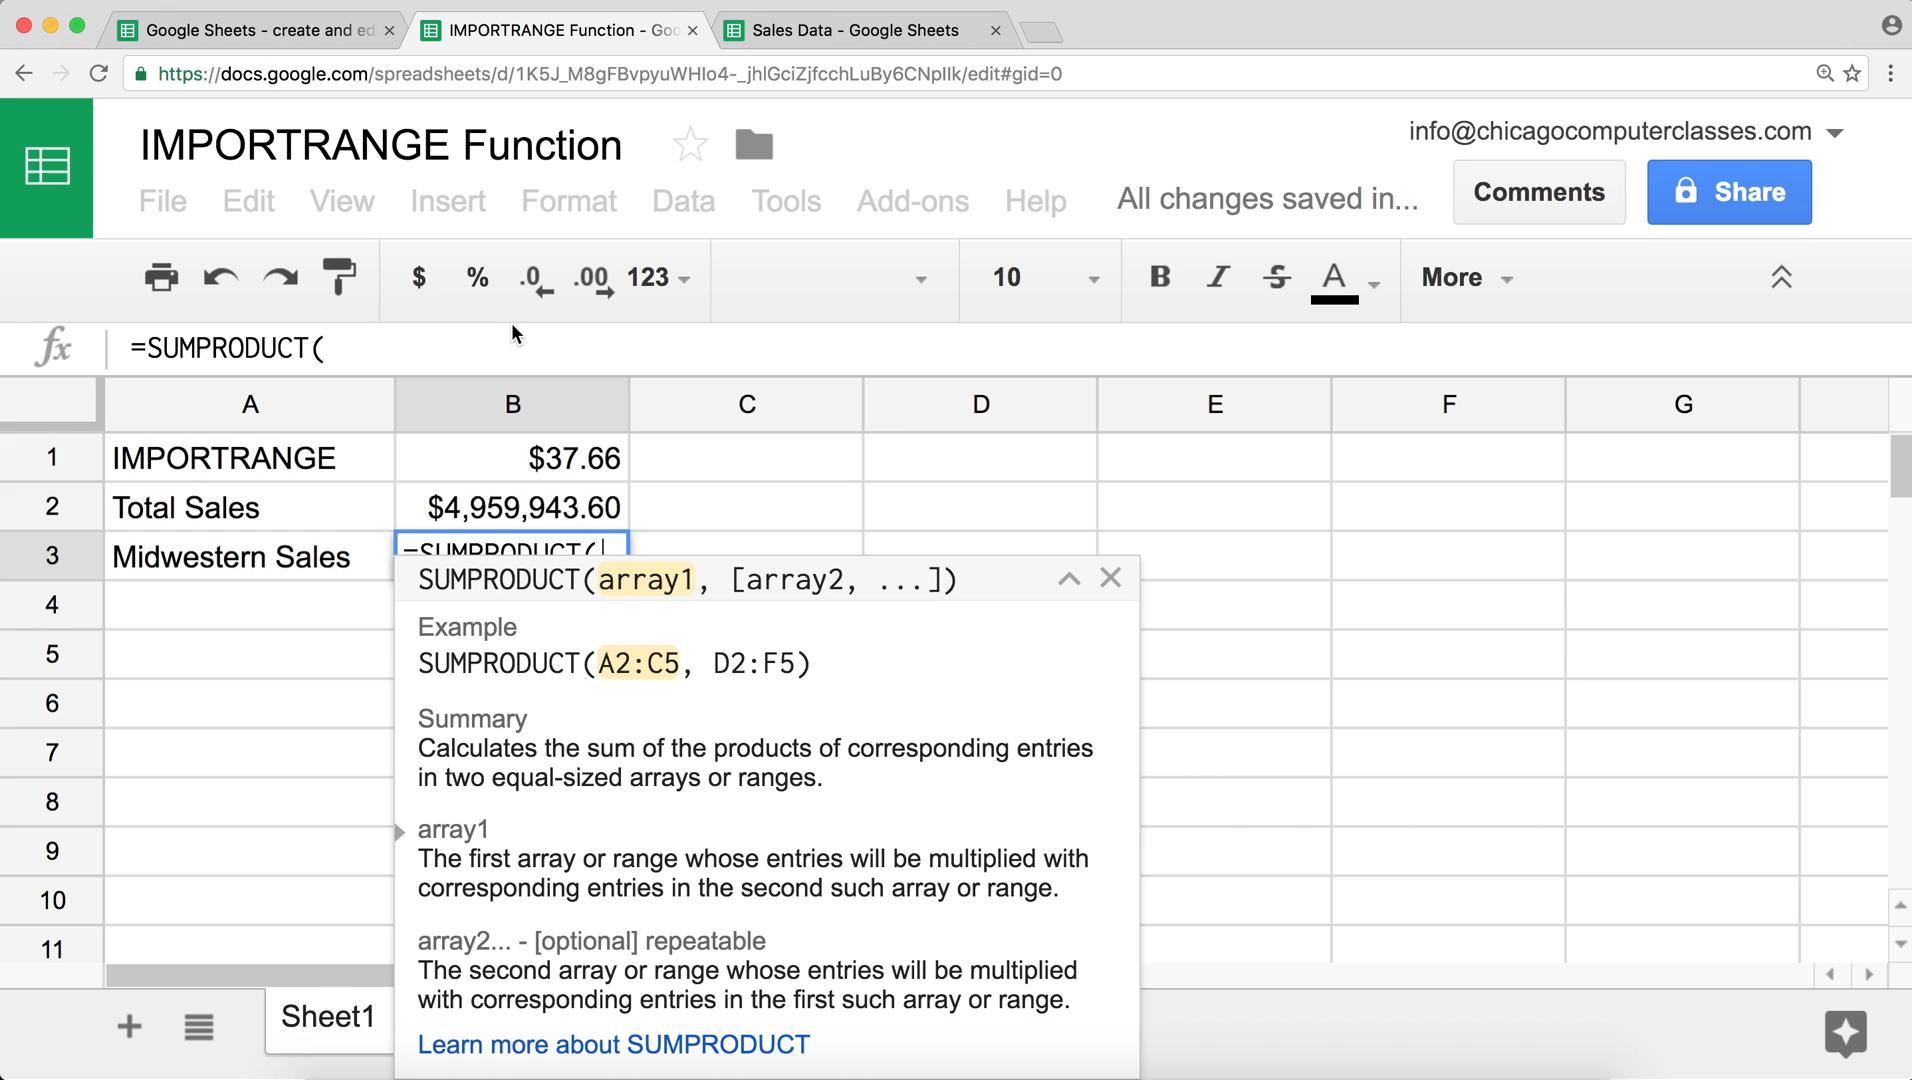 Google Sheets - create and ed
IMPORTRANGE Function - Goo
Sales Data - Google Sheets
https://docs.google.com/spreadsheets/d/1K5J_M8gFBvpyuWHIo4-_jhlGciZjfcchLuBy6CNpIlk/edit#gid=0
IMPORTRANGE Function
info@chicagocomputerclasses.com
File Edit View Insert Format Data Tools Add-ons Help All changes saved in... Comments Share
$ % .0 .00 123 10 B I S A More
fx =SUMPRODUCT(
A B C D E F G
1 IMPORTRANGE $37.66
2 Total Sales $4,959,943.60
3 Midwestern Sales =SUMPRODUCT(
SUMPRODUCT(array1, [array2, ...])
4
Example
5 SUMPRODUCT(A2:C5, D2:F5)
6
Summary
7 Calculates the sum of the products of corresponding entries
in two equal-sized arrays or ranges.
8
array1
9 The first array or range whose entries will be multiplied with
corresponding entries in the second such array or range.
10
11 array2... - [optional] repeatable
The second array or range whose entries will be multiplied
with corresponding entries in the first such array or range.
Sheet1
Learn more about SUMPRODUCT